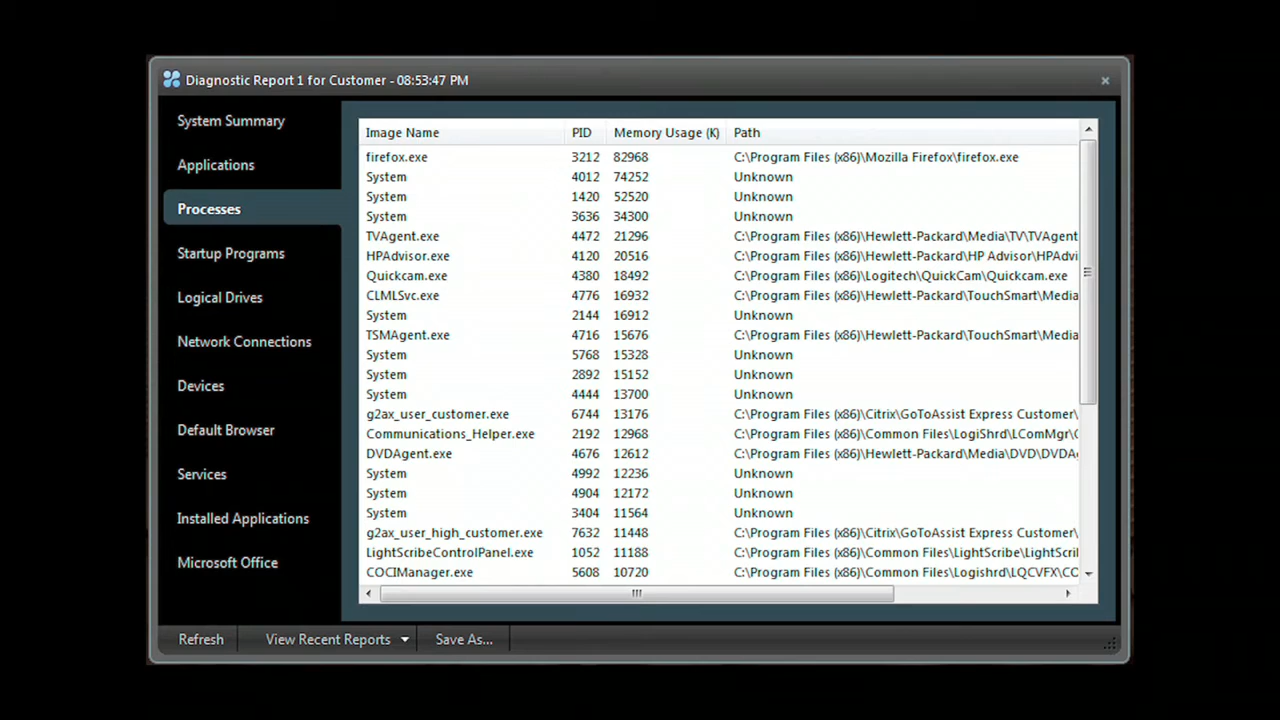 Diagnostic Report 1 for Customer - 08:53:47 PM
System Summary
Applications
Processes
Startup Programs
Logical Drives
Network Connections
Devices
Default Browser
Services
Installed Applications
Microsoft Office
Image Name PID Memory Usage (K) Path
firefox.exe 3212 82968 C:\Program Files (x86)\Mozilla Firefox\firefox.exe
System 4012 74252 Unknown
System 1420 52520 Unknown
System 3636 34300 Unknown
TVAgent.exe 4472 21296 C:\Program Files (x86)\Hewlett-Packard\Media\TV\TVAgent
HPAdvisor.exe 4120 20516 C:\Program Files (x86)\Hewlett-Packard\HP Advisor\HPAdvi
Quickcam.exe 4380 18492 C:\Program Files (x86)\Logitech\QuickCam\Quickcam.exe
CLMLSvc.exe 4776 16932 C:\Program Files (x86)\Hewlett-Packard\TouchSmart\Media
System 2144 16912 Unknown
TSMAgent.exe 4716 15676 C:\Program Files (x86)\Hewlett-Packard\TouchSmart\Media
System 5768 15328 Unknown
System 2892 15152 Unknown
System 4444 13700 Unknown
g2ax_user_customer.exe 6744 13176 C:\Program Files (x86)\Citrix\GoToAssist Express Customer\
Communications_Helper.exe 2192 12968 C:\Program Files (x86)\Common Files\LogiShrd\LComMgr\C
DVDAgent.exe 4676 12612 C:\Program Files (x86)\Hewlett-Packard\Media\DVD\DVDAg
System 4992 12236 Unknown
System 4904 12172 Unknown
System 3404 11564 Unknown
g2ax_user_high_customer.exe 7632 11448 C:\Program Files (x86)\Citrix\GoToAssist Express Customer\
LightScribeControlPanel.exe 1052 11188 C:\Program Files (x86)\Common Files\LightScribe\LightScri
COCIManager.exe 5608 10720 C:\Program Files (x86)\Common Files\Logishrd\LQCVFX\CO
Refresh View Recent Reports Save As...